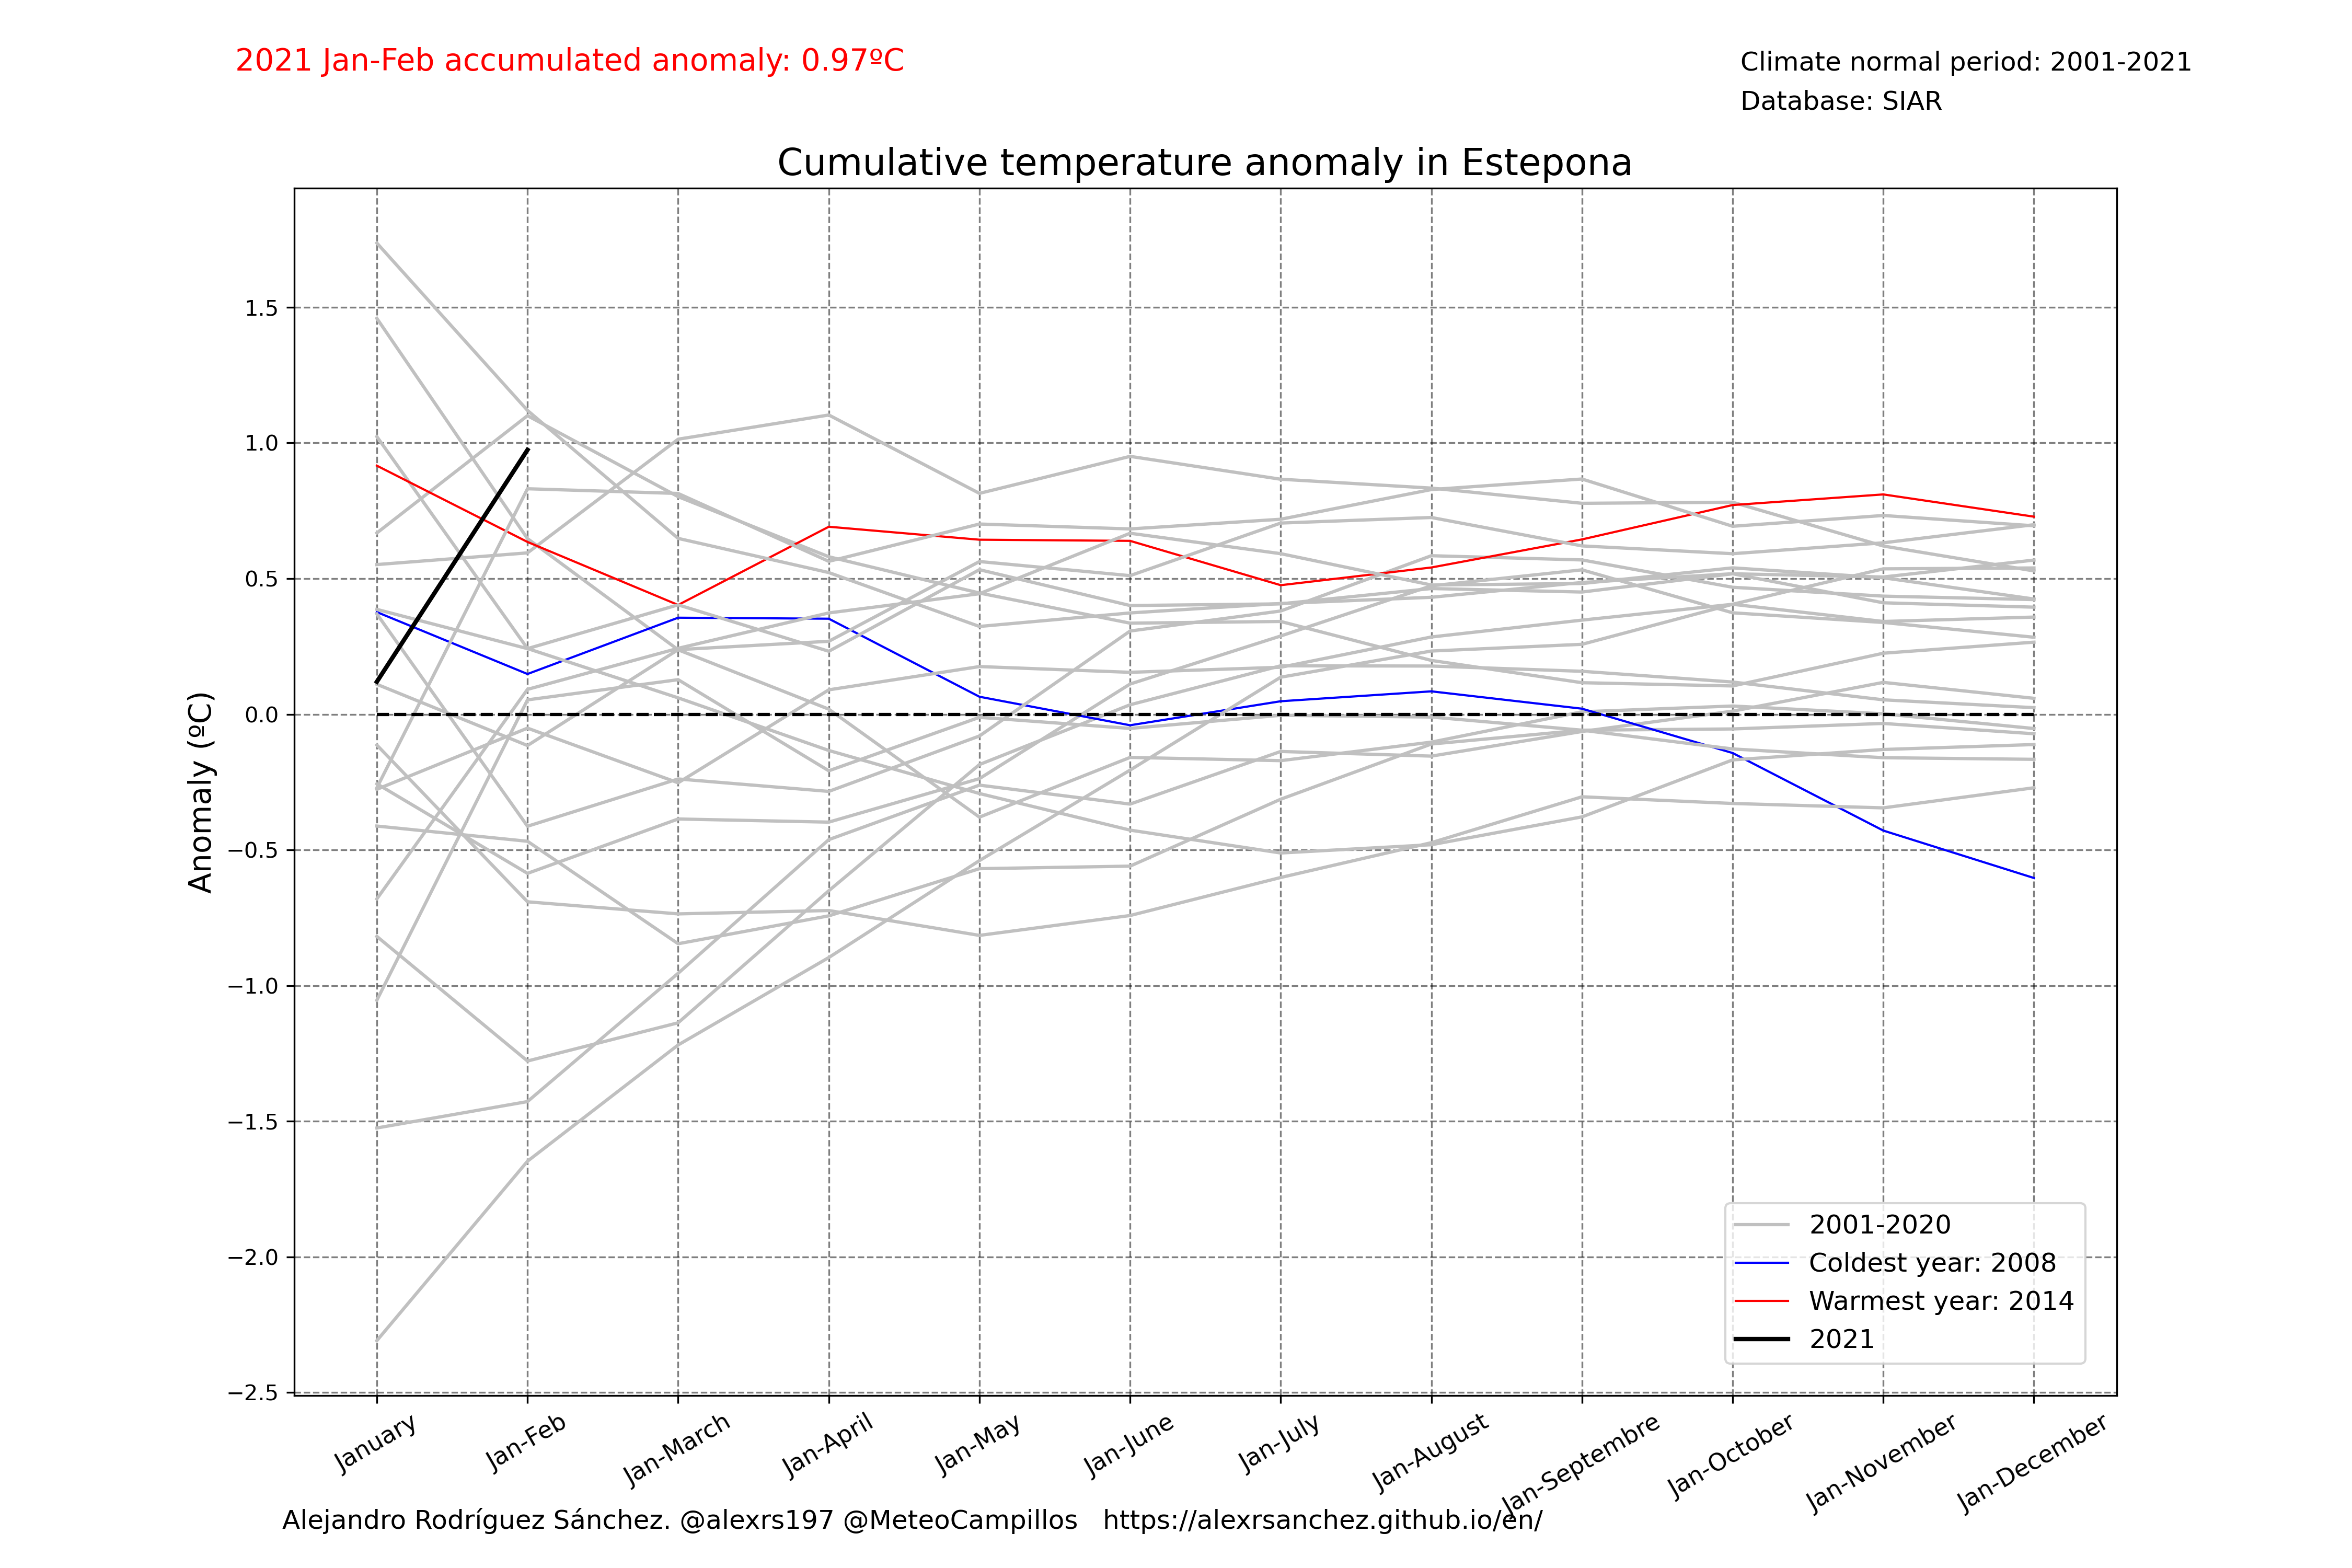 2021 Jan-Feb accumulated anomaly: 0.97ºC
Climate normal period: 2001-2021
Database: SIAR
Cumulative temperature anomaly in Estepona
Anomaly (ºC)
1.5
1.0
0.5
0.0
−0.5
−1.0
−1.5
−2.0
−2.5
2001-2020
Coldest year: 2008
Warmest year: 2014
2021
January
Jan-Feb
Jan-March
Jan-April
Jan-May
Jan-June
Jan-July
Jan-August
Jan-Septembre
Jan-October
Jan-November
Jan-December
Alejandro Rodríguez Sánchez. @alexrs197 @MeteoCampillos   https://alexrsanchez.github.io/en/